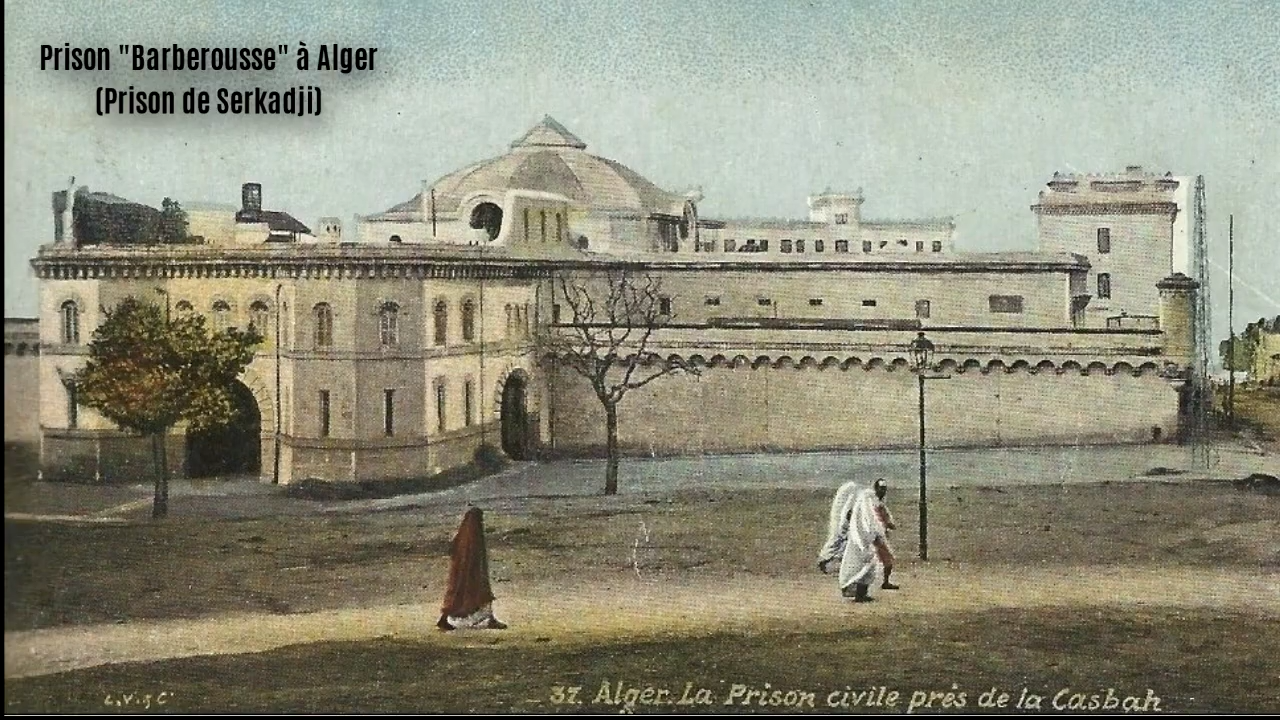 Prison "Barberousse" à Alger
(Prison de Serkadji)
37. Alger. La Prison civile près de la Casbah